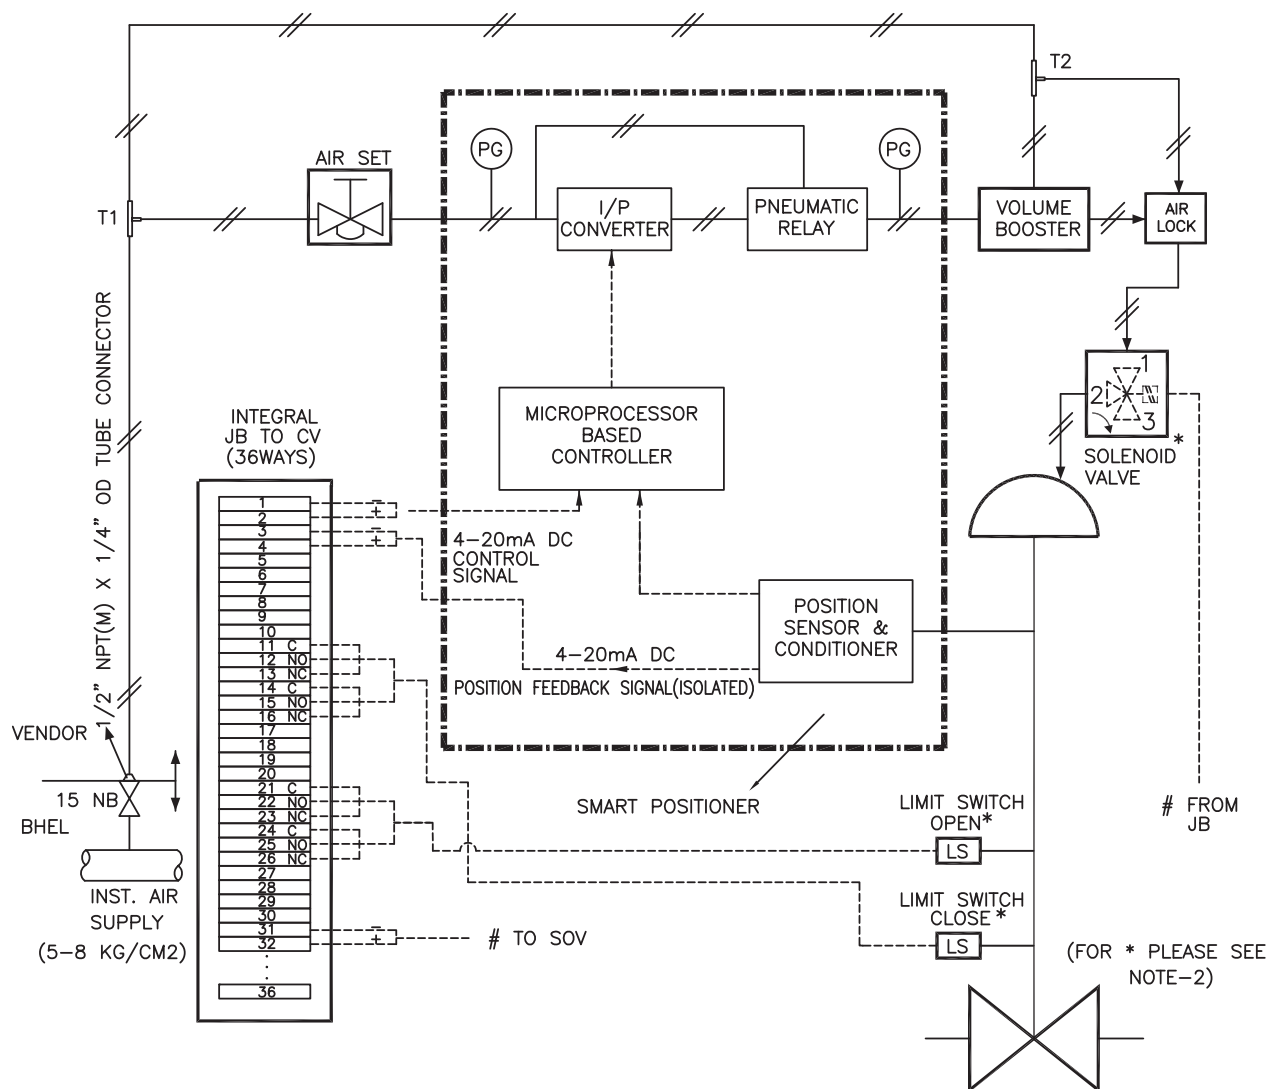 T2
PG
PG
AIR SET
T1
I/P
CONVERTER
PNEUMATIC
RELAY
VOLUME
BOOSTER
AIR
LOCK
1/2" NPT(M) X 1/4" OD TUBE CONNECTOR
1
2
3
*
SOLENOID
VALVE
MICROPROCESSOR
BASED
CONTROLLER
INTEGRAL
JB TO CV
(36WAYS)
1 −
2 +
3 −
4 +
5
6
7
8
9
10
11 C
12 NO
13 NC
14 C
15 NO
16 NC
17
18
19
20
21 C
22 NO
23 NC
24 C
25 NO
26 NC
27
28
29
30
31 −
32 +
36
4-20mA DC
CONTROL
SIGNAL
POSITION
SENSOR &
CONDITIONER
4-20mA DC
POSITION FEEDBACK SIGNAL(ISOLATED)
SMART POSITIONER
VENDOR
15 NB
BHEL
INST. AIR
SUPPLY
(5-8 KG/CM2)
# TO SOV
LIMIT SWITCH
OPEN*
LS
LIMIT SWITCH
CLOSE*
LS
# FROM
JB
(FOR * PLEASE SEE
NOTE-2)